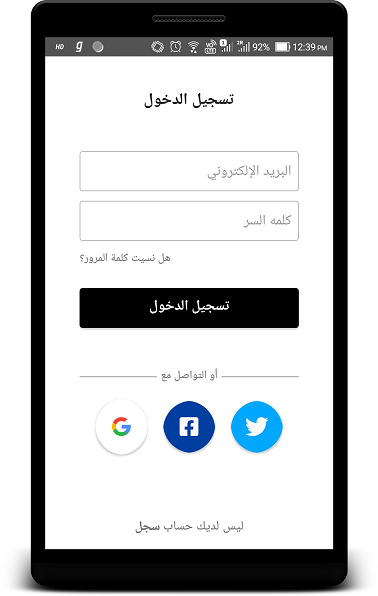 HD g 92% 12:39 PM
تسجيل الدخول
البريد الإلكتروني
كلمه السر
هل نسيت كلمة المرور؟
تسجيل الدخول
أو التواصل مع
ليس لديك حساب سجل